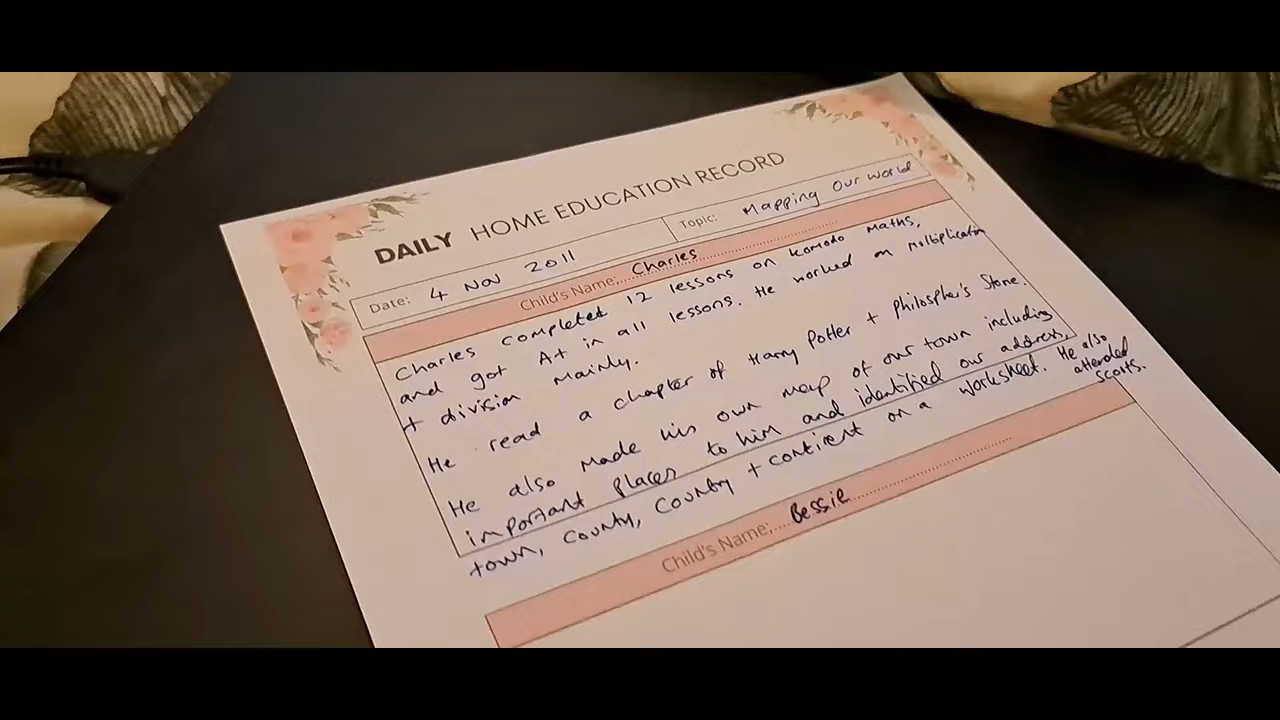 DAILY HOME EDUCATION RECORD
Date: 4 Nov 2011 Topic: Mapping Our World
Child's Name: Charles
Charles completed 12 lessons on komodo maths,
and got A+ in all lessons. He worked on multiplication
+ division mainly.
He read a chapter of Harry Potter + Philospher's Stone.
He also made his own map of our town including
important places to him and identified our address,
town, county, country + continent on a worksheet. He also
attended
scouts.
Child's Name: Bessie